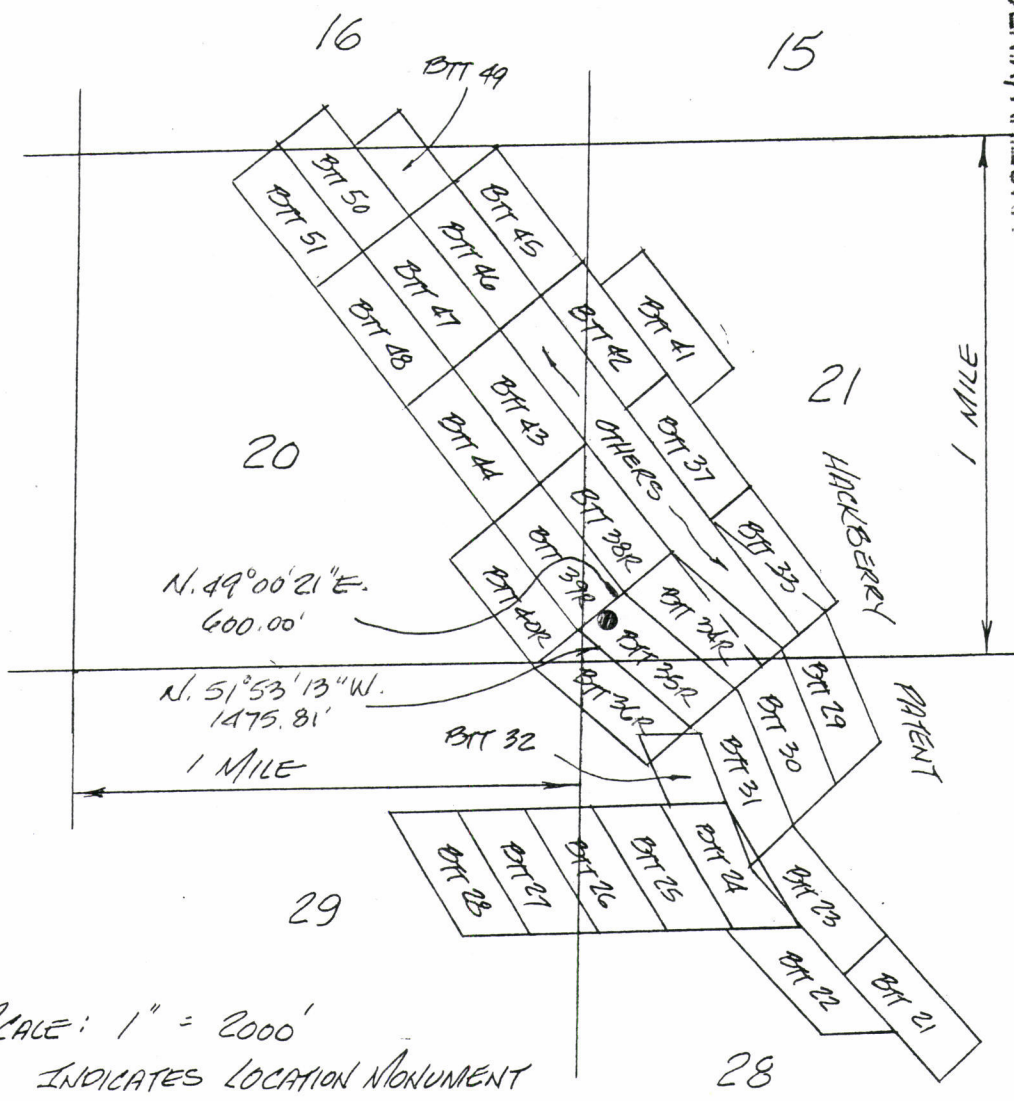 16
15
BTT 49
BTT 50
BTT 51
BTT 45
BTT 46
BTT 47
BTT 48
BTT 41
BTT 42
BTT 43
BTT 44
OTHERS
BTT 37
BTT 33
21
1 MILE
20
HACKBERRY
PATENT
BTT 38R
BTT 39R
BTT 40R
N. 49°00'21"E.
600.00'
BTT 34R
BTT 35R
BTT 36R
N. 51°53'13"W.
1475.81'
BTT 32
1 MILE
BTT 29
BTT 30
BTT 31
BTT 28
BTT 27
BTT 26
BTT 25
BTT 24
BTT 23
BTT 22
BTT 21
29
SCALE: 1" = 2000'
INDICATES LOCATION MONUMENT
28